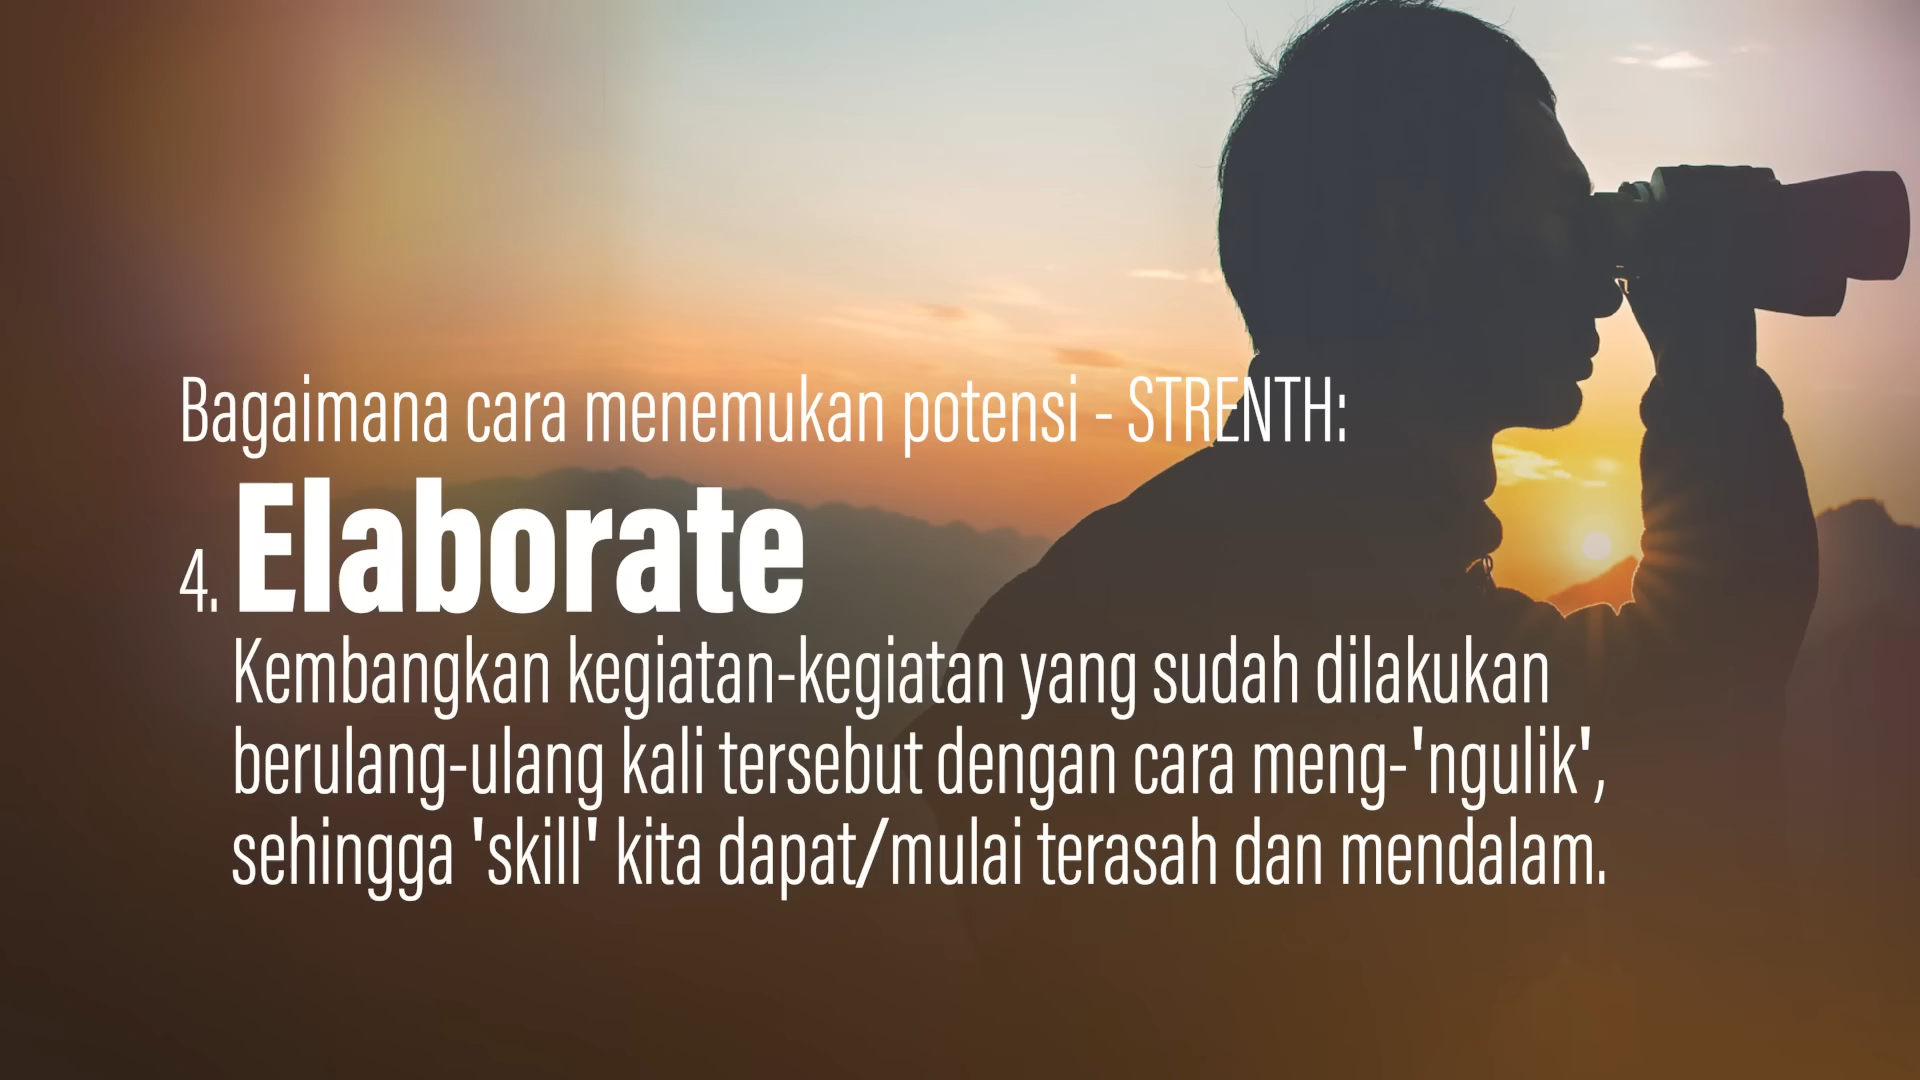 Bagaimana cara menemukan potensi - STRENTH:
4. Elaborate
Kembangkan kegiatan-kegiatan yang sudah dilakukan
berulang-ulang kali tersebut dengan cara meng-'ngulik',
sehingga 'skill' kita dapat/mulai terasah dan mendalam.